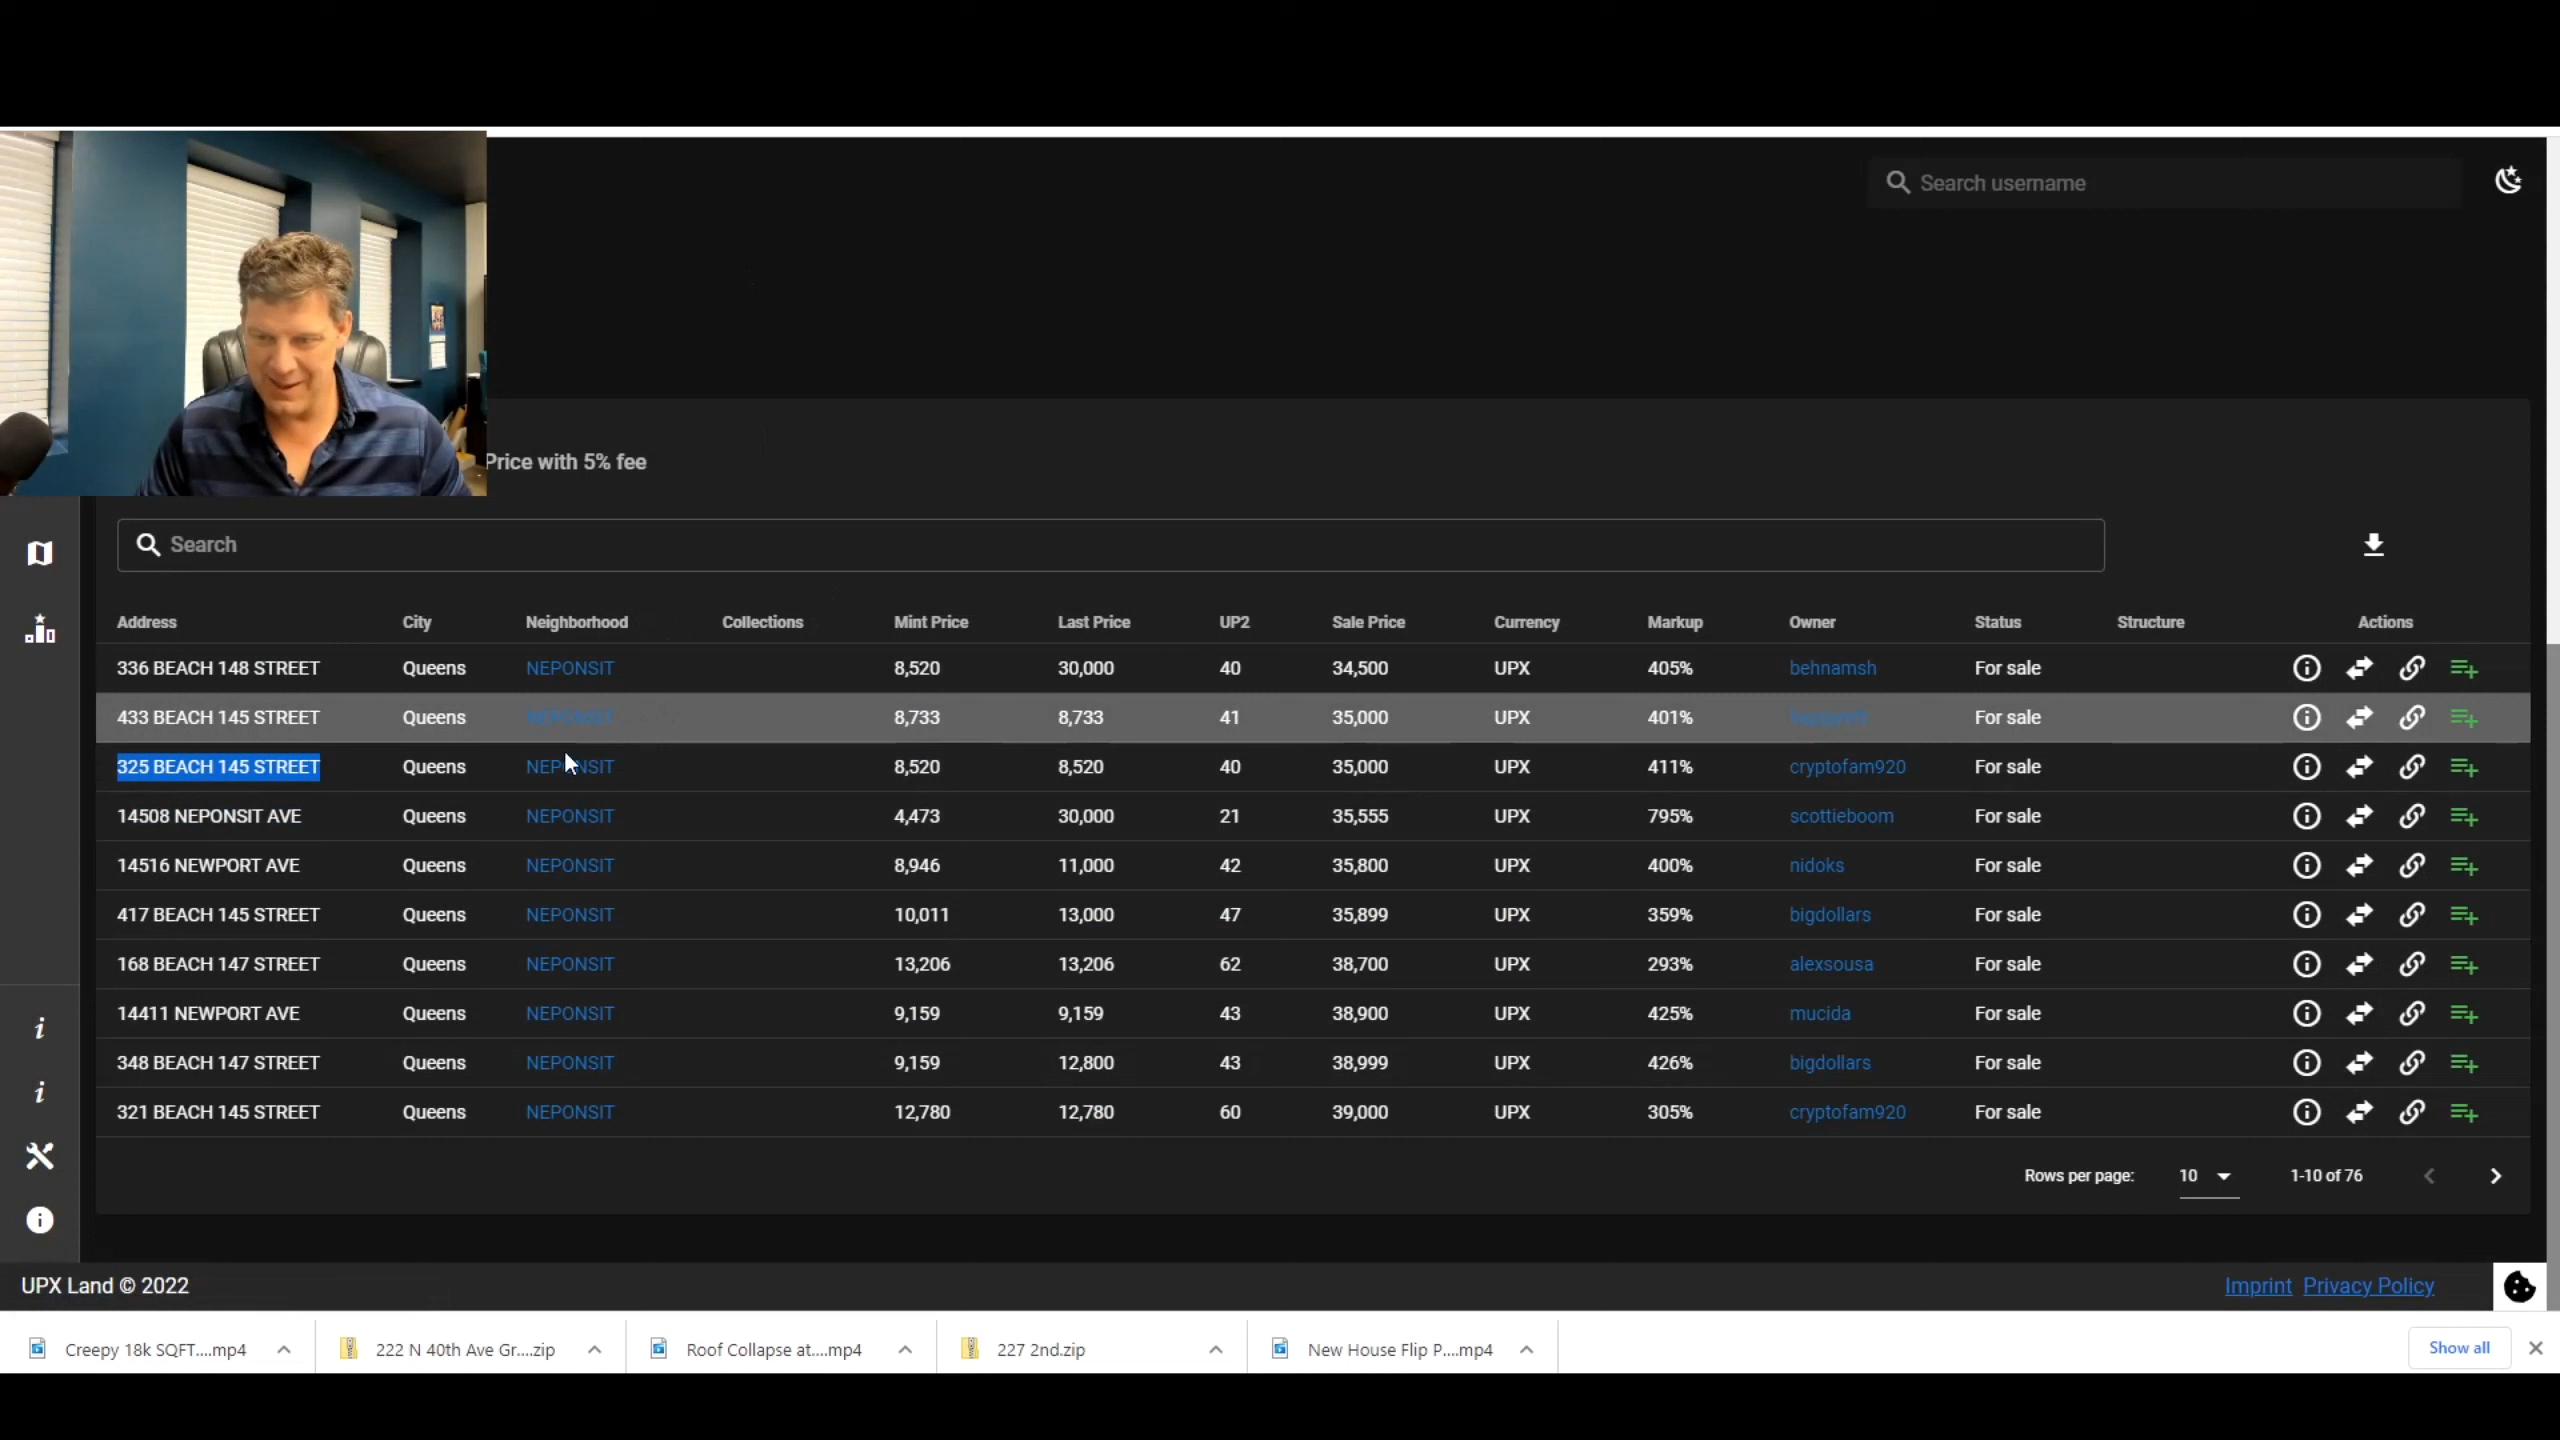 Search username
Price with 5% fee
Search
Address City Neighborhood Collections Mint Price Last Price UP2 Sale Price Currency Markup Owner Status Structure Actions
336 BEACH 148 STREET Queens NEPONSIT 8,520 30,000 40 34,500 UPX 405% behnamsh For sale
433 BEACH 145 STREET Queens NEPONSIT 8,733 8,733 41 35,000 UPX 401% For sale
325 BEACH 145 STREET Queens NEPONSIT 8,520 8,520 40 35,000 UPX 411% cryptofam920 For sale
14508 NEPONSIT AVE Queens NEPONSIT 4,473 30,000 21 35,555 UPX 795% scottieboom For sale
14516 NEWPORT AVE Queens NEPONSIT 8,946 11,000 42 35,800 UPX 400% nidoks For sale
417 BEACH 145 STREET Queens NEPONSIT 10,011 13,000 47 35,899 UPX 359% bigdollars For sale
168 BEACH 147 STREET Queens NEPONSIT 13,206 13,206 62 38,700 UPX 293% alexsousa For sale
14411 NEWPORT AVE Queens NEPONSIT 9,159 9,159 43 38,900 UPX 425% mucida For sale
348 BEACH 147 STREET Queens NEPONSIT 9,159 12,800 43 38,999 UPX 426% bigdollars For sale
321 BEACH 145 STREET Queens NEPONSIT 12,780 12,780 60 39,000 UPX 305% cryptofam920 For sale
Rows per page: 10 1-10 of 76
UPX Land © 2022 Imprint Privacy Policy
Creepy 18k SQFT....mp4 222 N 40th Ave Gr....zip Roof Collapse at....mp4 227 2nd.zip New House Flip P....mp4 Show all